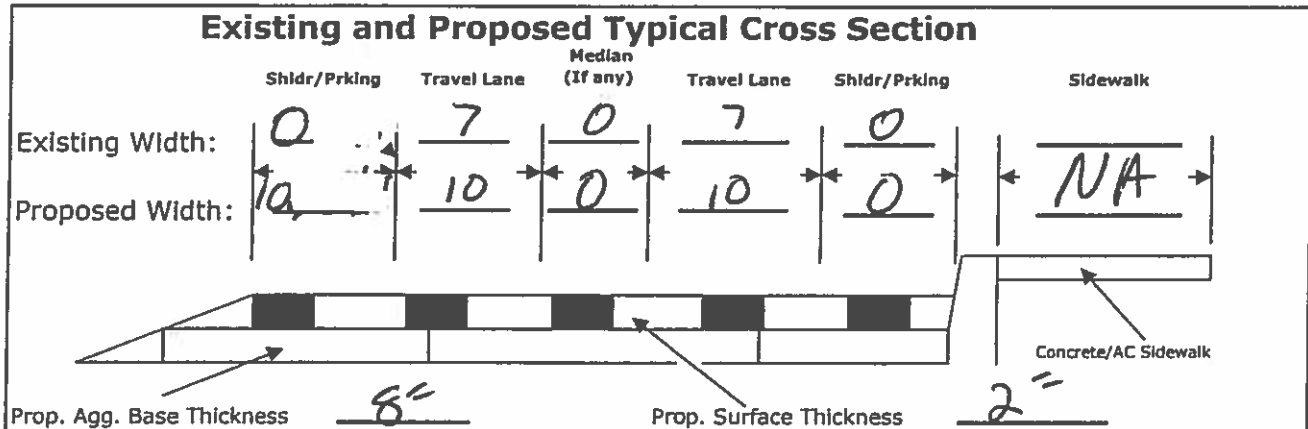 Existing and Proposed Typical Cross Section
Shldr/Prking Travel Lane Median (If any) Travel Lane Shldr/Prking Sidewalk
Existing Width: 0 7 0 7 0
NA
Proposed Width: 10 10 0 10 0
Concrete/AC Sidewalk
Prop. Agg. Base Thickness 8" Prop. Surface Thickness 2"